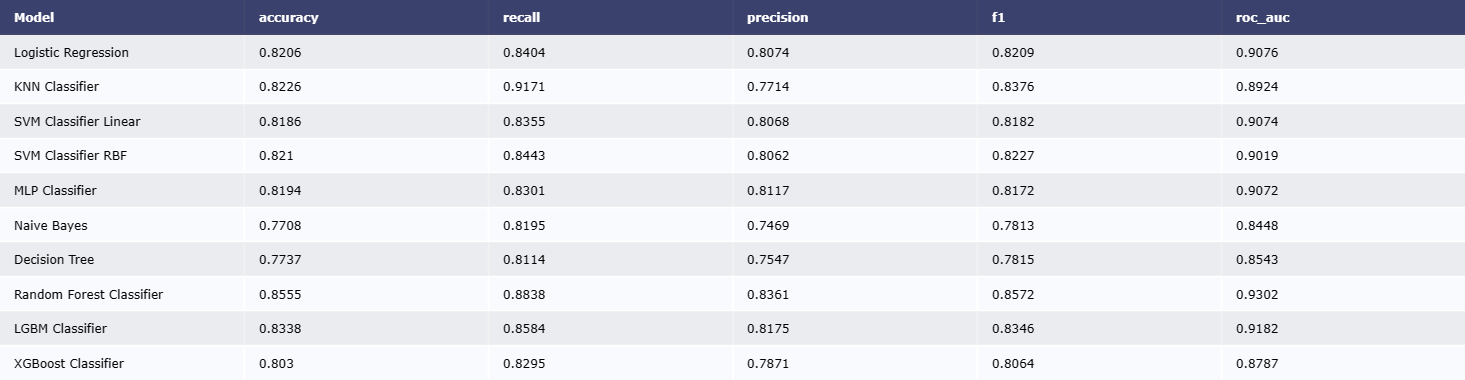 Model accuracy recall precision f1 roc_auc
Logistic Regression 0.8206 0.8404 0.8074 0.8209 0.9076
KNN Classifier 0.8226 0.9171 0.7714 0.8376 0.8924
SVM Classifier Linear 0.8186 0.8355 0.8068 0.8182 0.9074
SVM Classifier RBF 0.821 0.8443 0.8062 0.8227 0.9019
MLP Classifier 0.8194 0.8301 0.8117 0.8172 0.9072
Naive Bayes 0.7708 0.8195 0.7469 0.7813 0.8448
Decision Tree 0.7737 0.8114 0.7547 0.7815 0.8543
Random Forest Classifier 0.8555 0.8838 0.8361 0.8572 0.9302
LGBM Classifier 0.8338 0.8584 0.8175 0.8346 0.9182
XGBoost Classifier 0.803 0.8295 0.7871 0.8064 0.8787